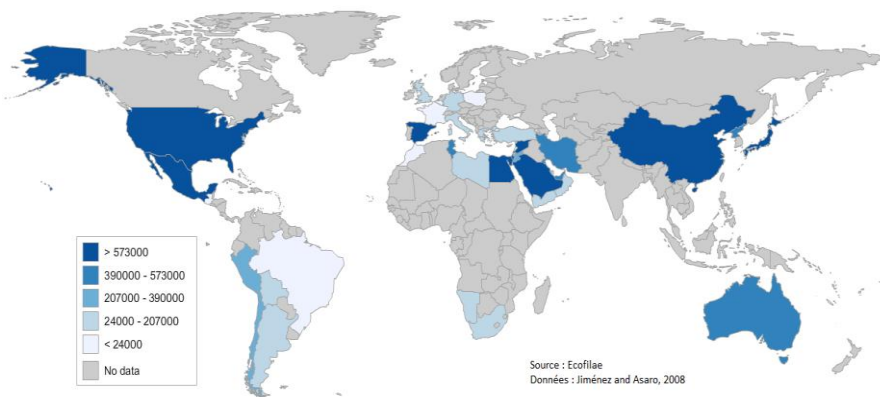 > 573000
390000 - 573000
207000 - 390000
24000 - 207000
< 24000
No data
Source : Ecofilae
Données : Jiménez and Asaro, 2008